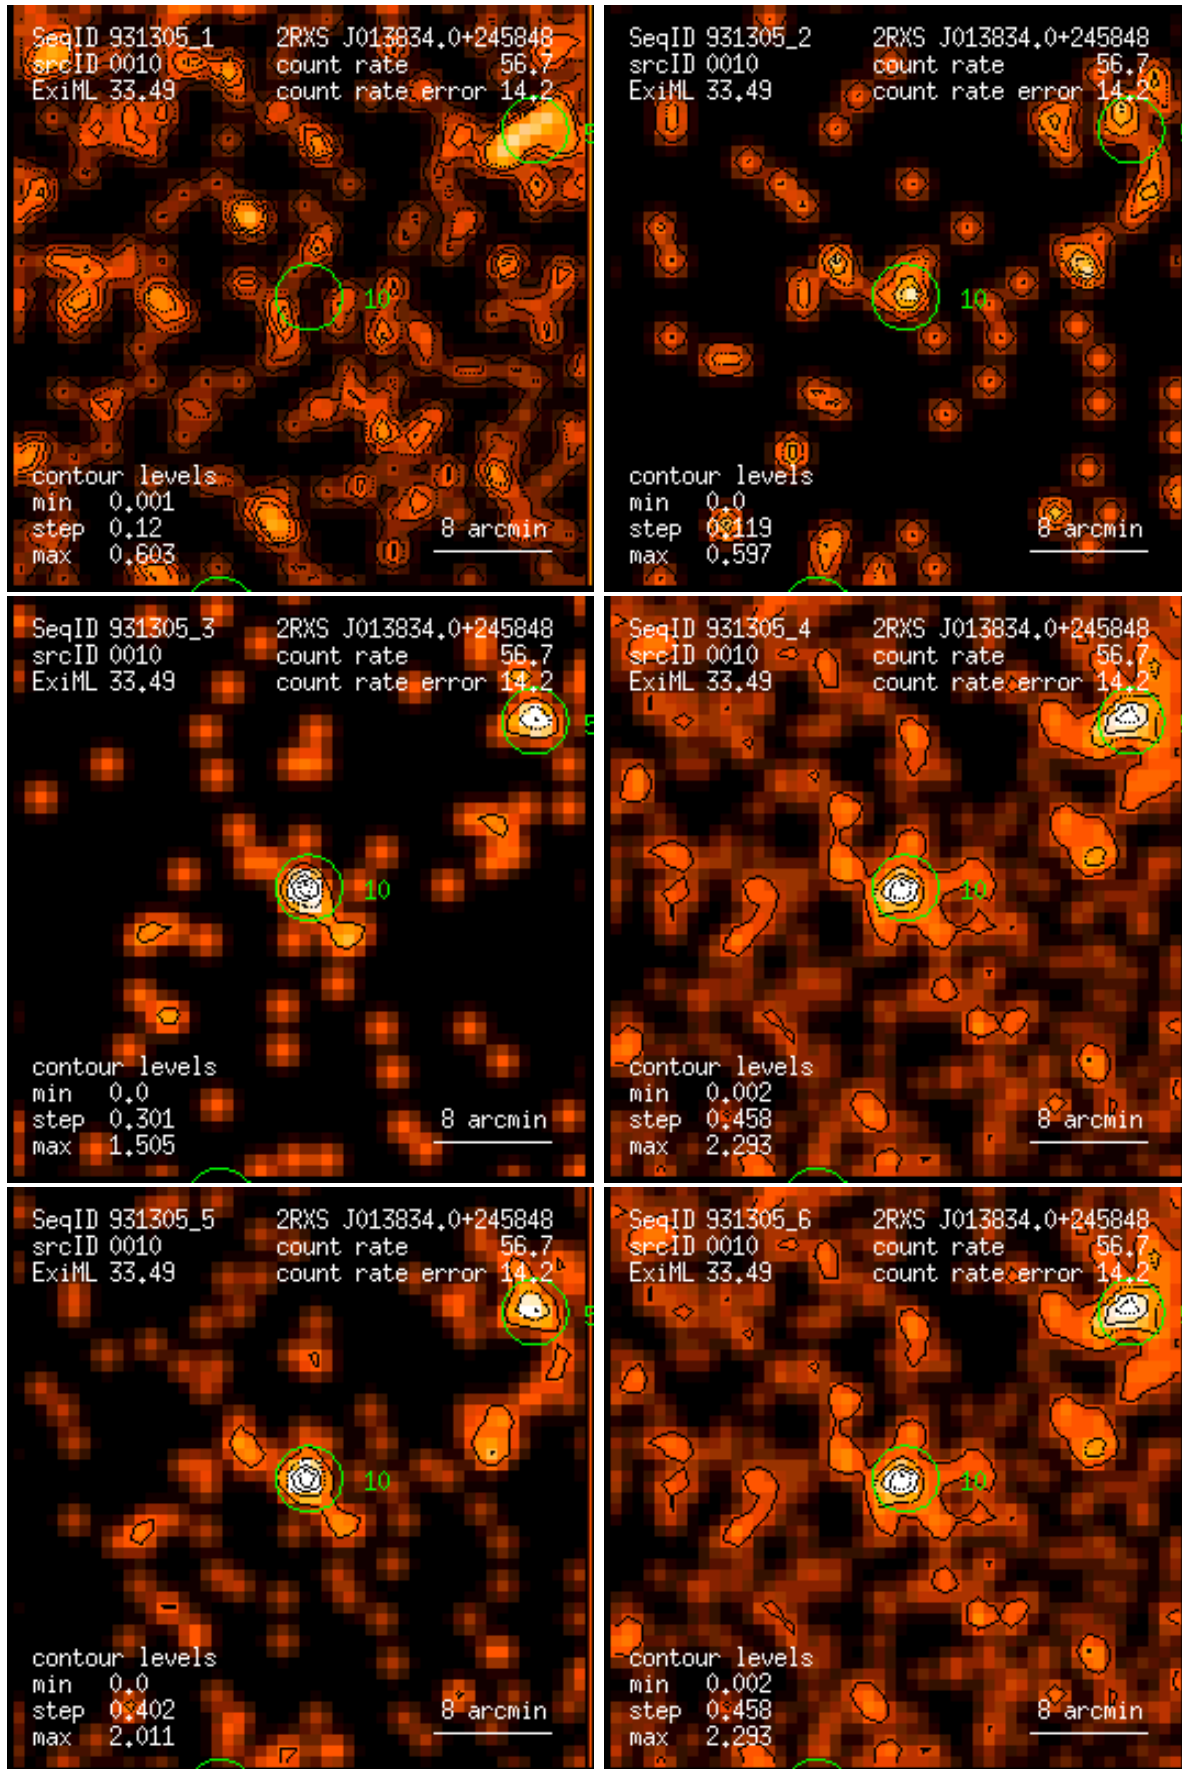 SeqID 931305_1 2RXS J013834.0+245848
srcID 0010 count rate 56.7
ExiML 33.49 count rate error 14.2
5
10
contour levels
min 0.001
step 0.12 8 arcmin
max 0.603
SeqID 931305_2 2RXS J013834.0+245848
srcID 0010 count rate 56.7
ExiML 33.49 count rate error 14.2
10
contour levels
min 0.0
step 0.119 8 arcmin
max 0.597
SeqID 931305_3 2RXS J013834.0+245848
srcID 0010 count rate 56.7
ExiML 33.49 count rate error 14.2
5
10
contour levels
min 0.0
step 0.301 8 arcmin
max 1.505
SeqID 931305_4 2RXS J013834.0+245848
srcID 0010 count rate 56.7
ExiML 33.49 count rate error 14.2
10
contour levels
min 0.002
step 0.458 8 arcmin
max 2.293
SeqID 931305_5 2RXS J013834.0+245848
srcID 0010 count rate 56.7
ExiML 33.49 count rate error 14.2
5
10
contour levels
min 0.0
step 0.402 8 arcmin
max 2.011
SeqID 931305_6 2RXS J013834.0+245848
srcID 0010 count rate 56.7
ExiML 33.49 count rate error 14.2
10
contour levels
min 0.002
step 0.458 8 arcmin
max 2.293